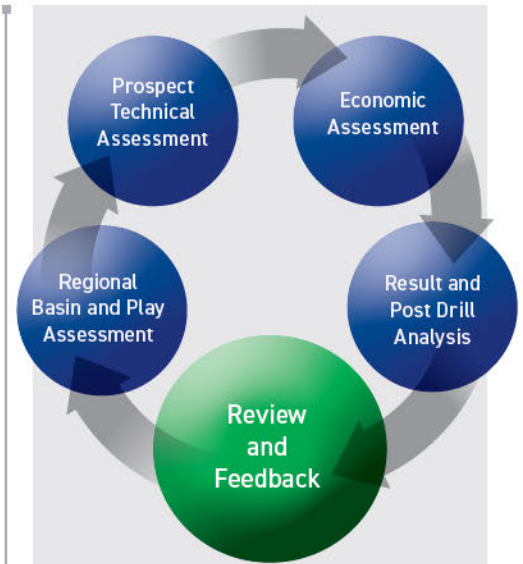 Prospect
Technical
Assessment
Economic
Assessment
Regional
Basin and Play
Assessment
Result and
Post Drill
Analysis
Review
and
Feedback